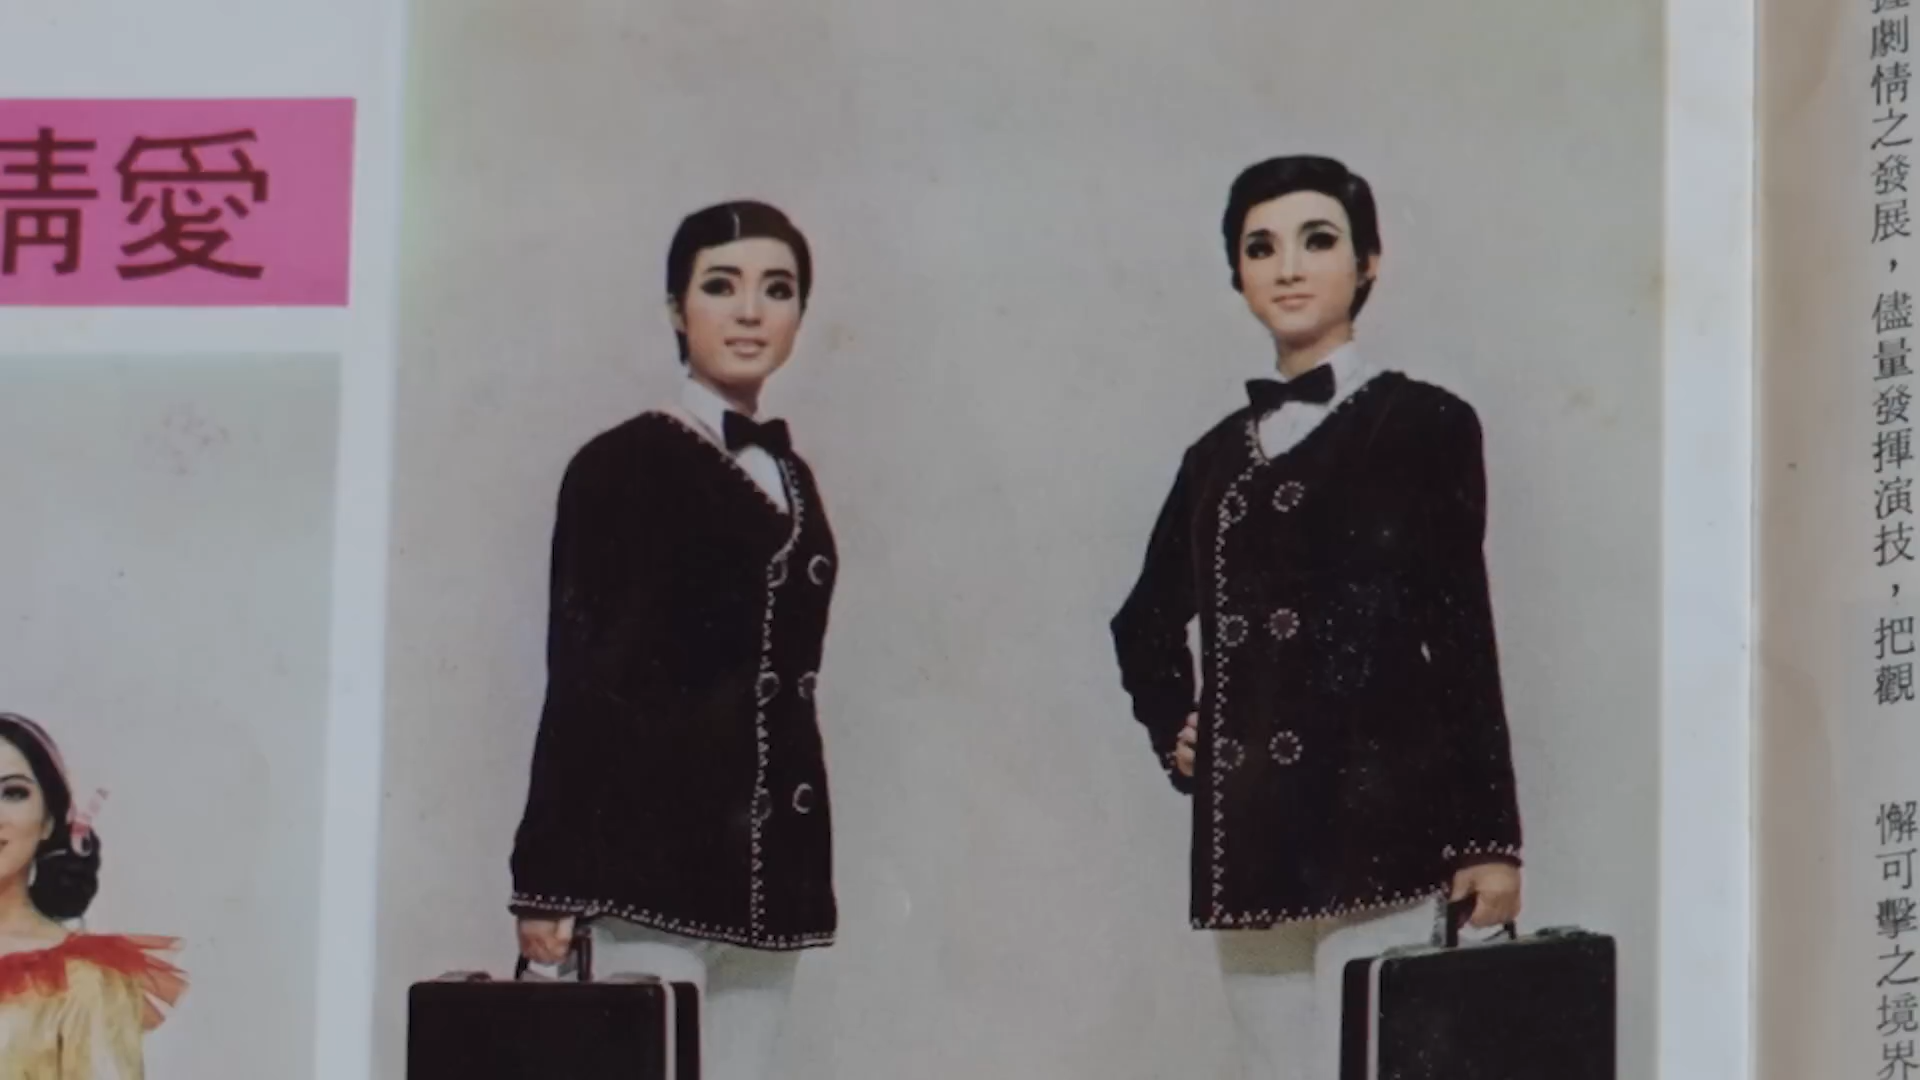 情愛
握劇情之發展，儘量發揮演技，把觀
懈可擊之境界